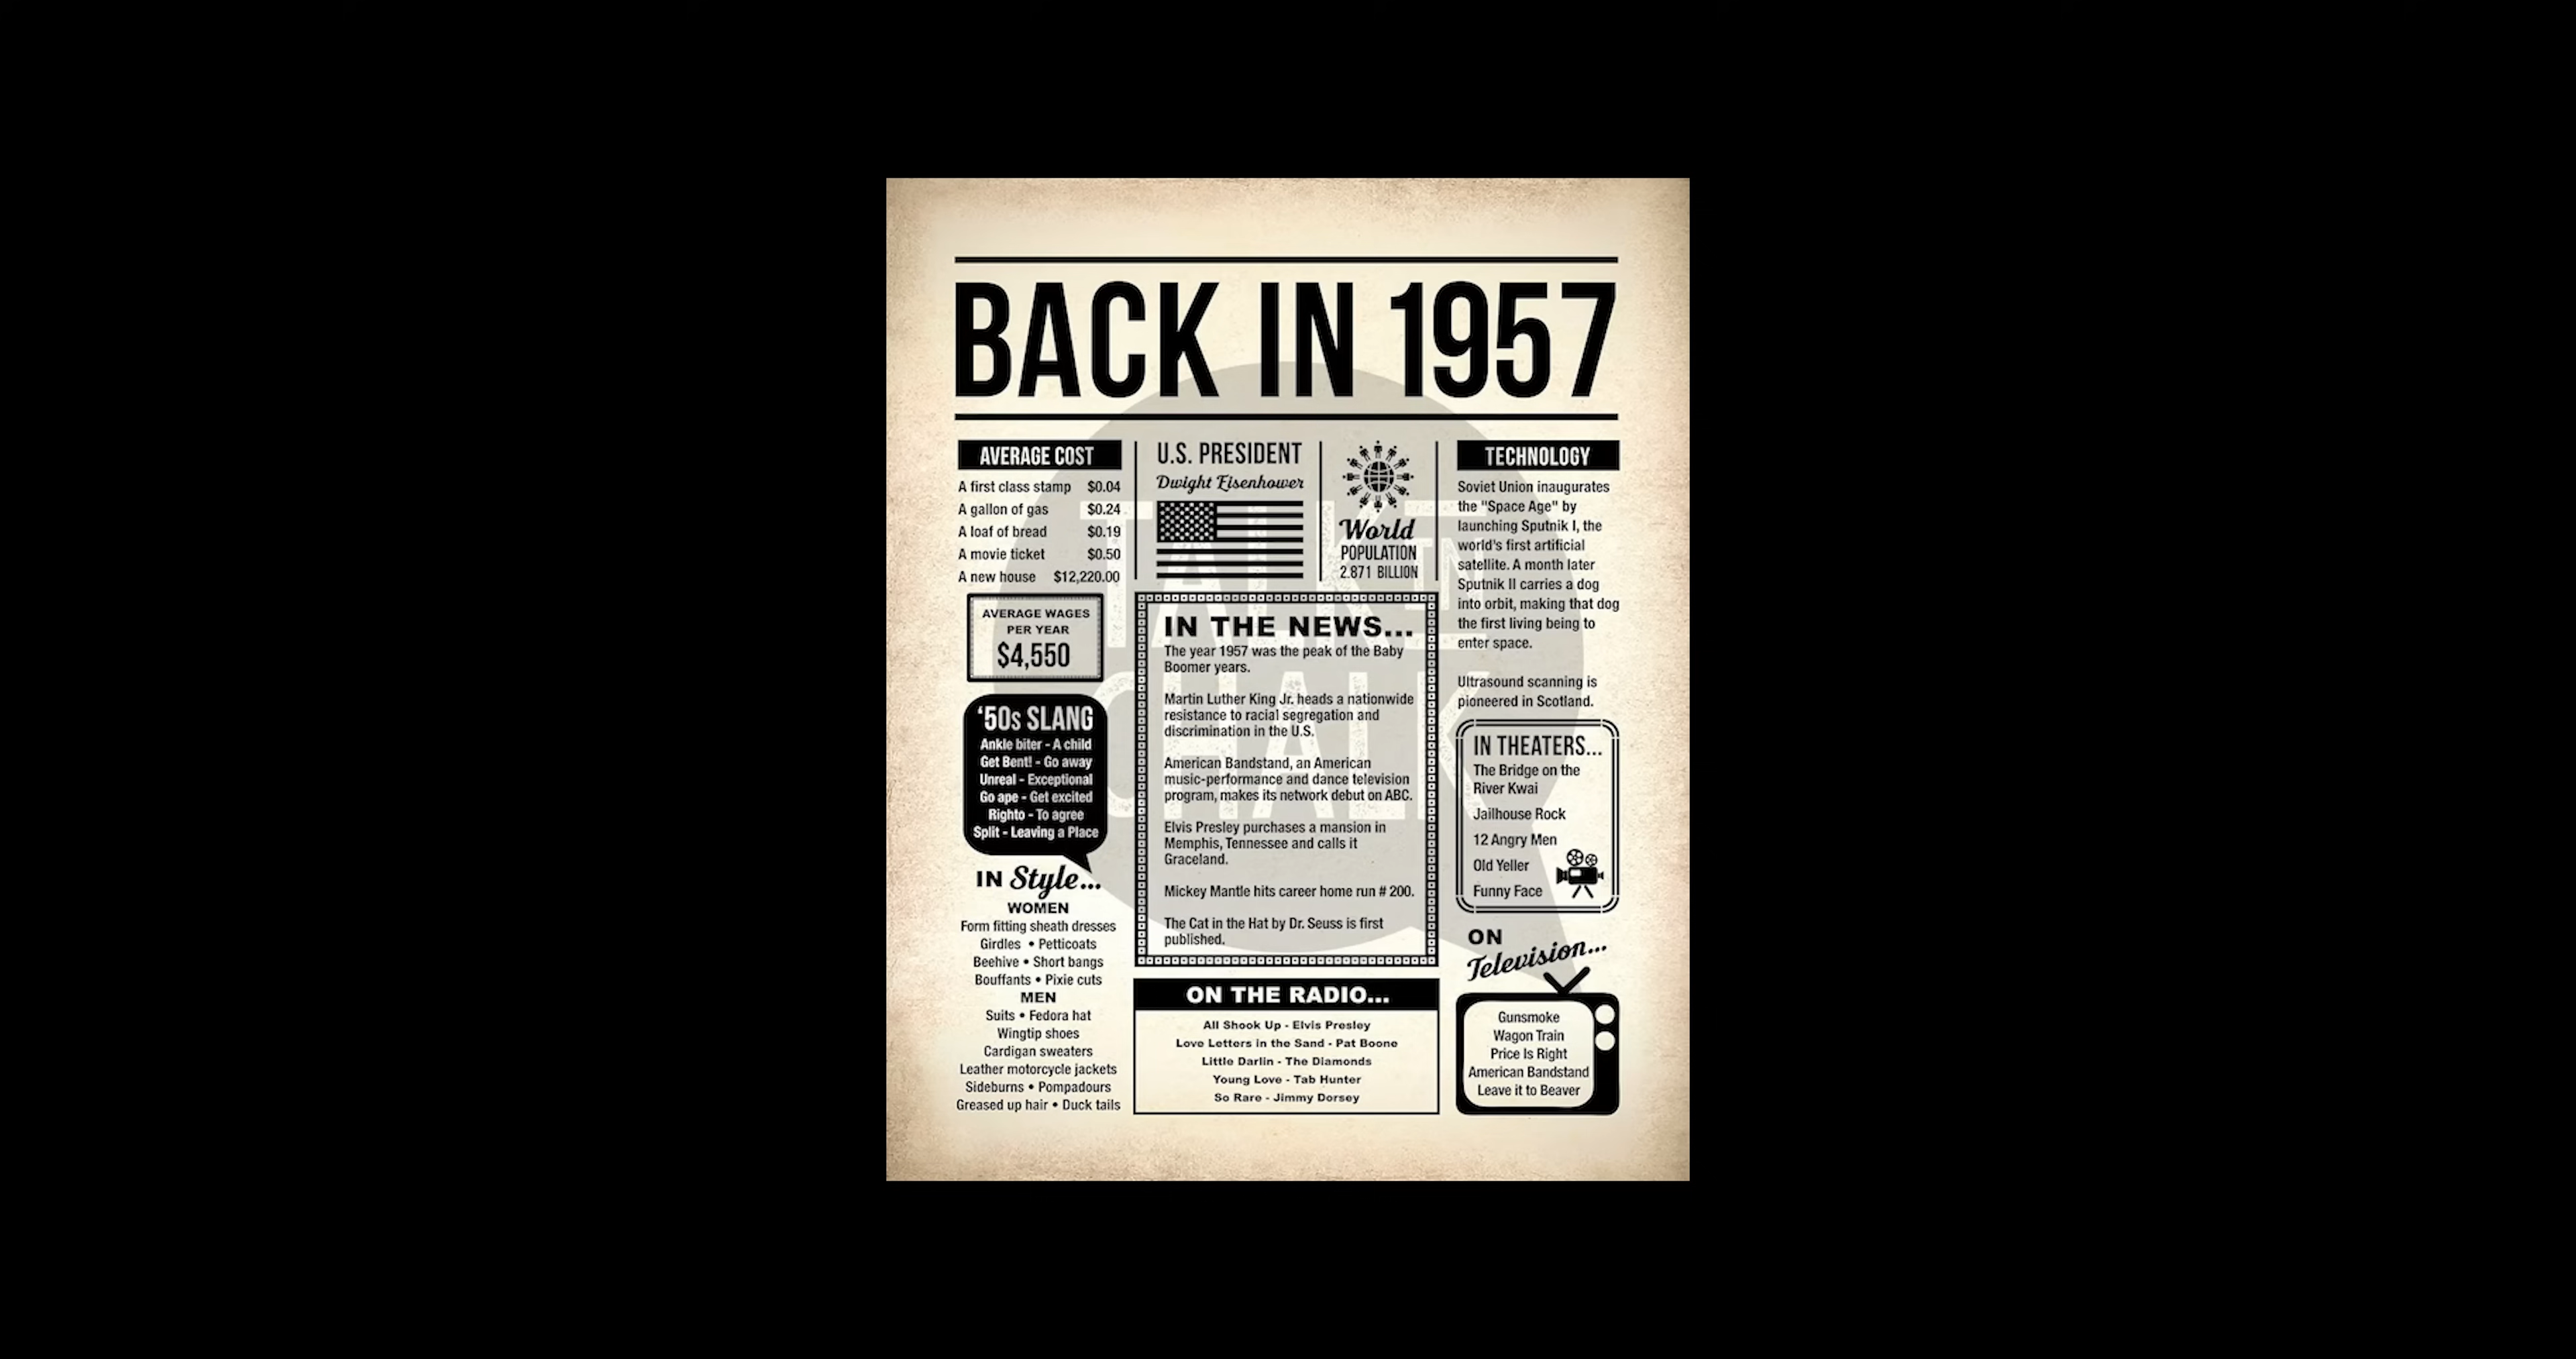 BACK IN 1957
AVERAGE COST
A first class stamp $0.04
A gallon of gas $0.24
A loaf of bread $0.19
A movie ticket $0.50
A new house $12,220.00
AVERAGE WAGES
PER YEAR
$4,550
‘50s SLANG
Ankle biter - A child
Get Bent! - Go away
Unreal - Exceptional
Go ape - Get excited
Righto - To agree
Split - Leaving a Place
IN Style...
WOMEN
Form fitting sheath dresses
Girdles • Petticoats
Beehive • Short bangs
Bouffants • Pixie cuts
MEN
Suits • Fedora hat
Wingtip shoes
Cardigan sweaters
Leather motorcycle jackets
Sideburns • Pompadours
Greased up hair • Duck tails
U.S. PRESIDENT
Dwight Eisenhower
World
POPULATION
2.871 BILLION
IN THE NEWS...
The year 1957 was the peak of the Baby
Boomer years.
Martin Luther King Jr. heads a nationwide
resistance to racial segregation and
discrimination in the U.S.
American Bandstand, an American
music-performance and dance television
program, makes its network debut on ABC.
Elvis Presley purchases a mansion in
Memphis, Tennessee and calls it
Graceland.
Mickey Mantle hits career home run # 200.
The Cat in the Hat by Dr. Seuss is first
published.
ON THE RADIO...
All Shook Up - Elvis Presley
Love Letters in the Sand - Pat Boone
Little Darlin - The Diamonds
Young Love - Tab Hunter
So Rare - Jimmy Dorsey
TECHNOLOGY
Soviet Union inaugurates
the "Space Age" by
launching Sputnik I, the
world's first artificial
satellite. A month later
Sputnik II carries a dog
into orbit, making that dog
the first living being to
enter space.
Ultrasound scanning is
pioneered in Scotland.
IN THEATERS...
The Bridge on the
River Kwai
Jailhouse Rock
12 Angry Men
Old Yeller
Funny Face
ON
Television...
Gunsmoke
Wagon Train
Price Is Right
American Bandstand
Leave it to Beaver
TALK IN
CHALK